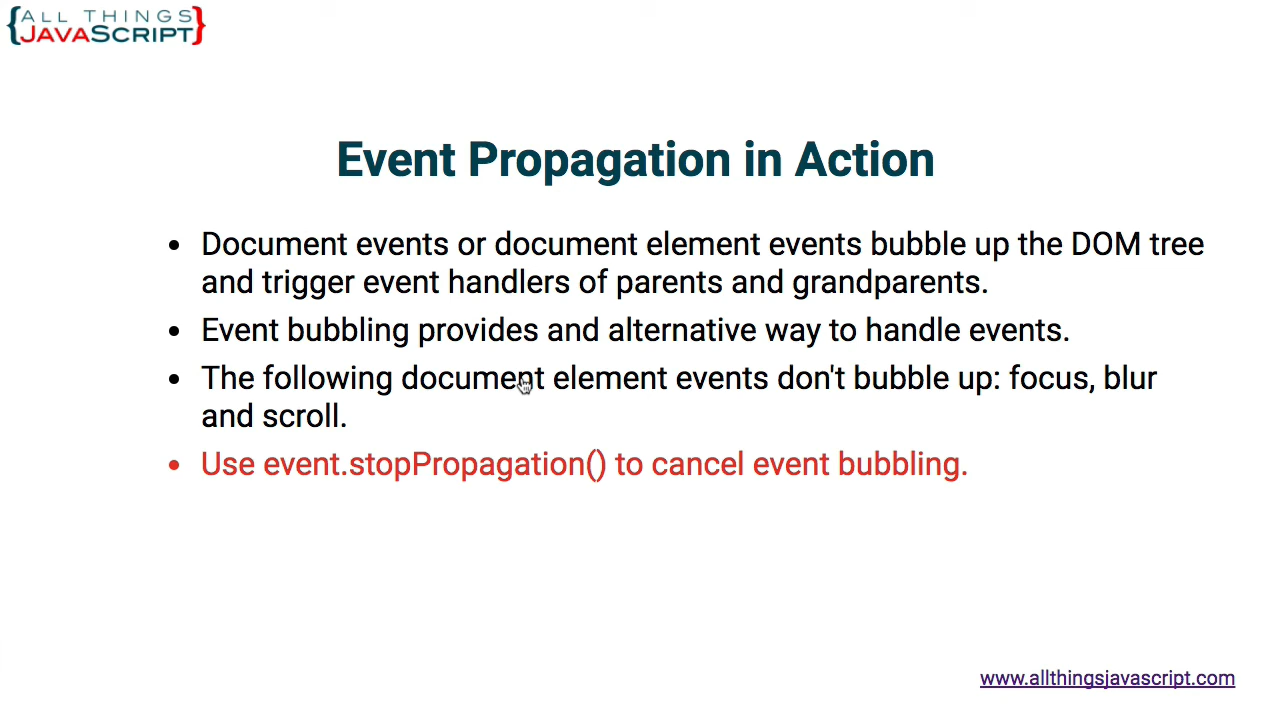 {ALL THINGS
JAVASCRIPT}
Event Propagation in Action
• Document events or document element events bubble up the DOM tree
and trigger event handlers of parents and grandparents.
• Event bubbling provides and alternative way to handle events.
• The following document element events don't bubble up: focus, blur
and scroll.
• Use event.stopPropagation() to cancel event bubbling.
www.allthingsjavascript.com